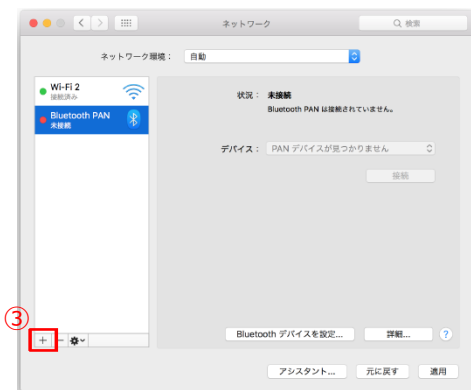 ネットワーク
検索
ネットワーク環境： 自動
Wi-Fi 2
接続済み
Bluetooth PAN
未接続
状況： 未接続
Bluetooth PAN は接続されていません。
デバイス： PAN デバイスが見つかりません
接続
③
Bluetooth デバイスを設定... 詳細... ?
アシスタント... 元に戻す 適用